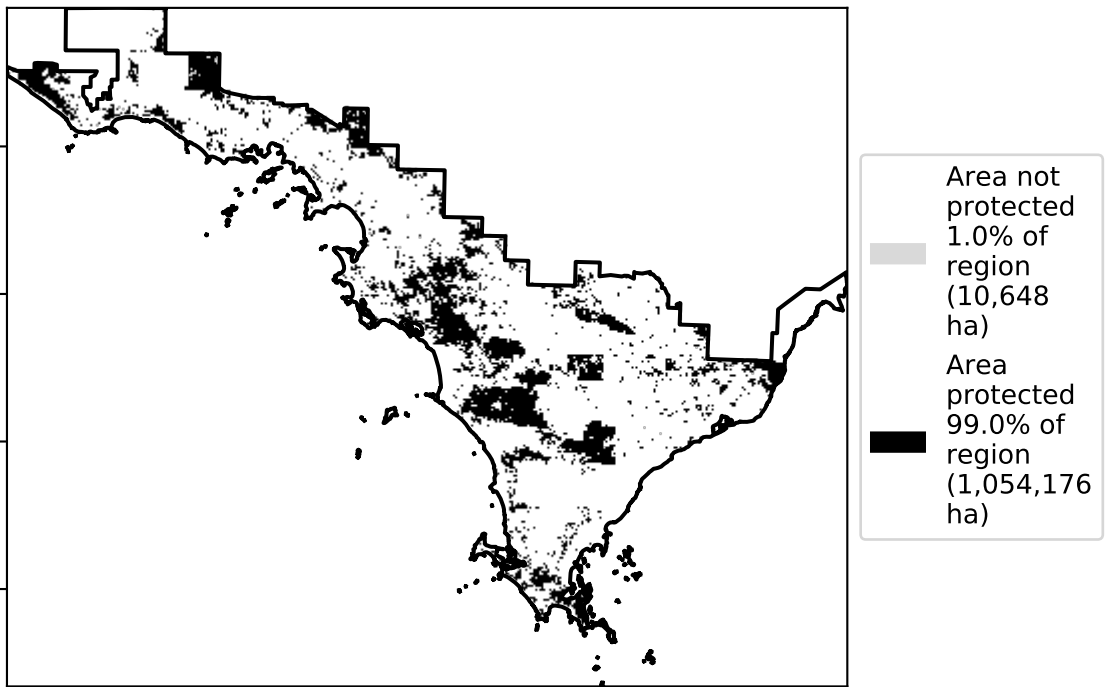 Area not
protected
1.0% of
region
(10,648
ha)
Area
protected
99.0% of
region
(1,054,176
ha)